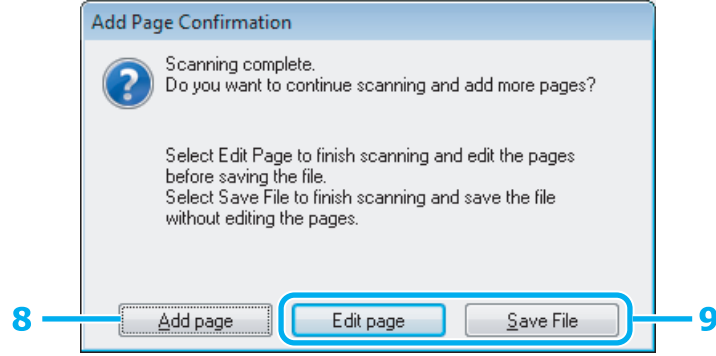 Add Page Confirmation
Scanning complete.
Do you want to continue scanning and add more pages?
Select Edit Page to finish scanning and edit the pages
before saving the file.
Select Save File to finish scanning and save the file
without editing the pages.
8 Add page Edit page Save File 9